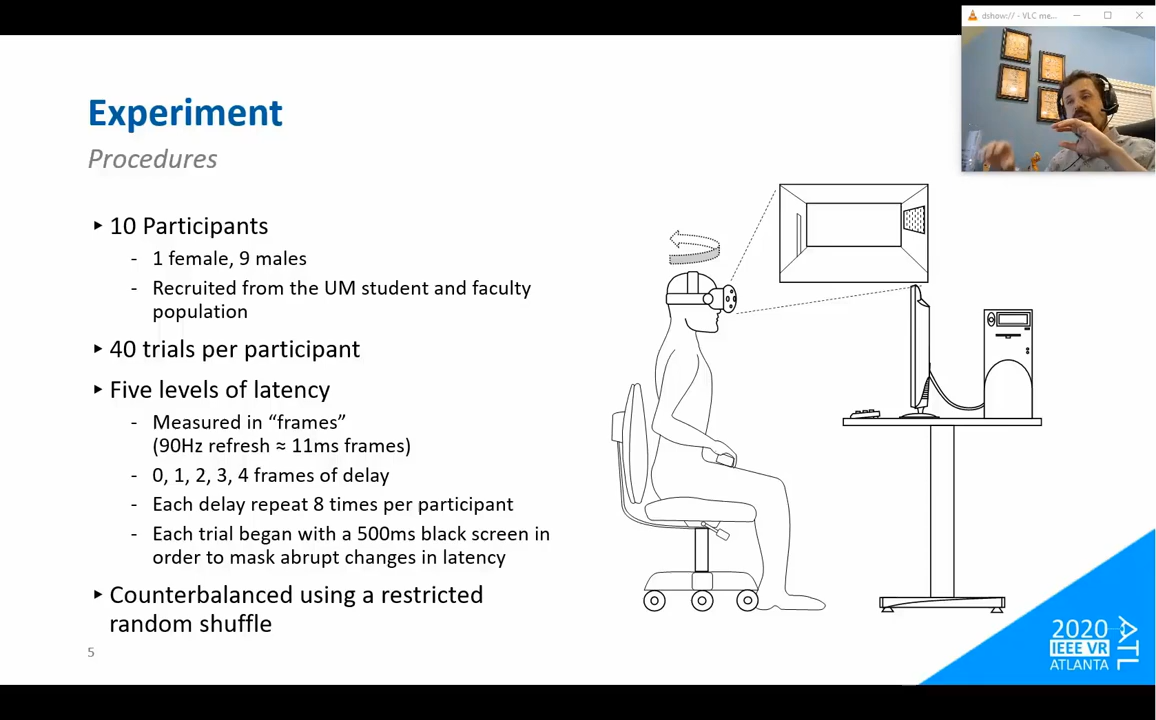 dshow:// - VLC me...
Experiment
Procedures
‣ 10 Participants
- 1 female, 9 males
- Recruited from the UM student and faculty
population
‣ 40 trials per participant
‣ Five levels of latency
- Measured in “frames”
(90Hz refresh ≈ 11ms frames)
- 0, 1, 2, 3, 4 frames of delay
- Each delay repeat 8 times per participant
- Each trial began with a 500ms black screen in
order to mask abrupt changes in latency
‣ Counterbalanced using a restricted
random shuffle
5
2020
IEEE VR
ATLANTA
ATL